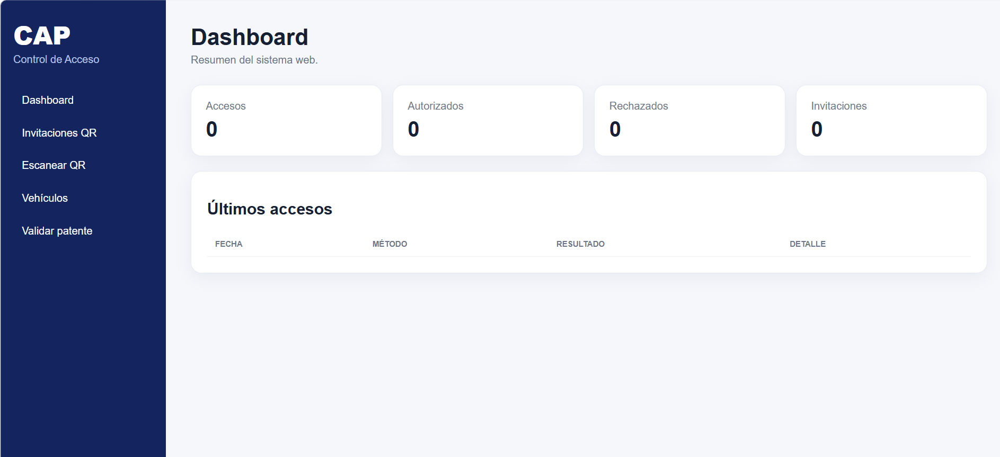 CAP
Control de Acceso
Dashboard
Invitaciones QR
Escanear QR
Vehículos
Validar patente
Dashboard
Resumen del sistema web.
Accesos
0
Autorizados
0
Rechazados
0
Invitaciones
0
Últimos accesos
FECHA MÉTODO RESULTADO DETALLE